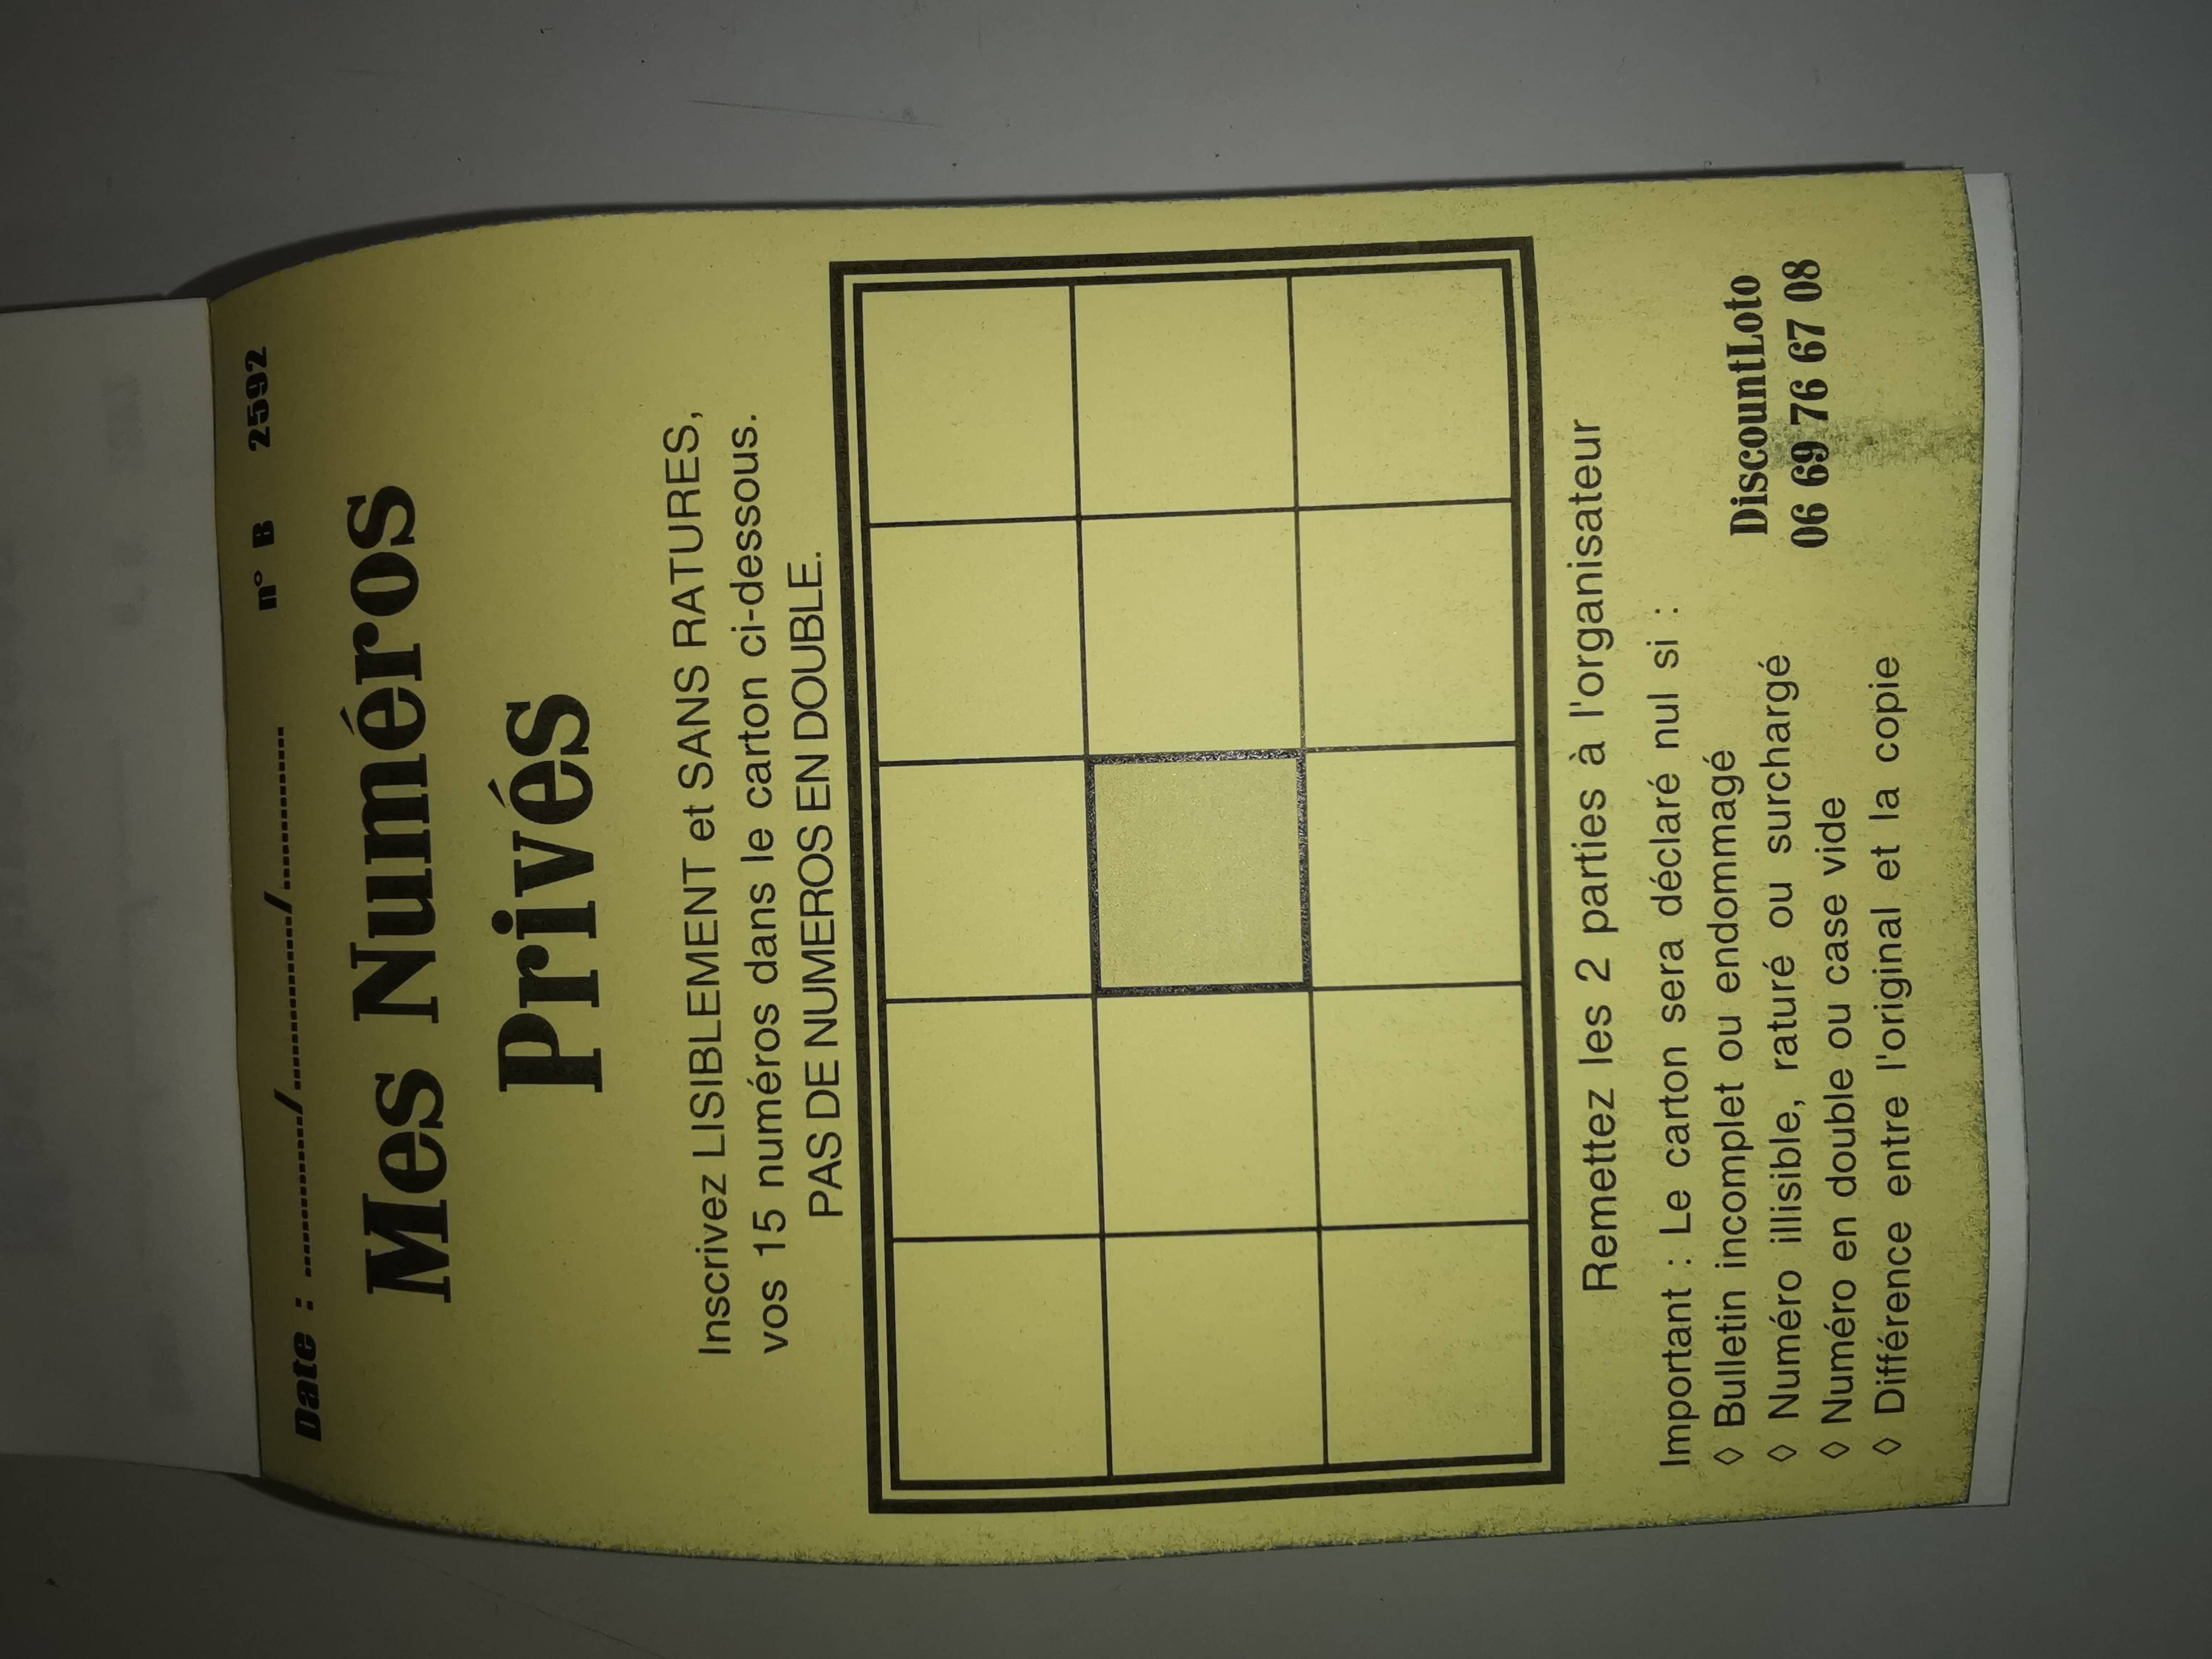 Date : ............/............/............ n° B 2592
Mes Numéros
Privés
Inscrivez LISIBLEMENT et SANS RATURES,
vos 15 numéros dans le carton ci-dessous.
PAS DE NUMEROS EN DOUBLE.
Remettez les 2 parties à l'organisateur
Important : Le carton sera déclaré nul si :
◊ Bulletin incomplet ou endommagé
◊ Numéro illisible, raturé ou surchargé
◊ Numéro en double ou case vide
◊ Différence entre l'original et la copie
DiscountLoto
06 69 76 67 08